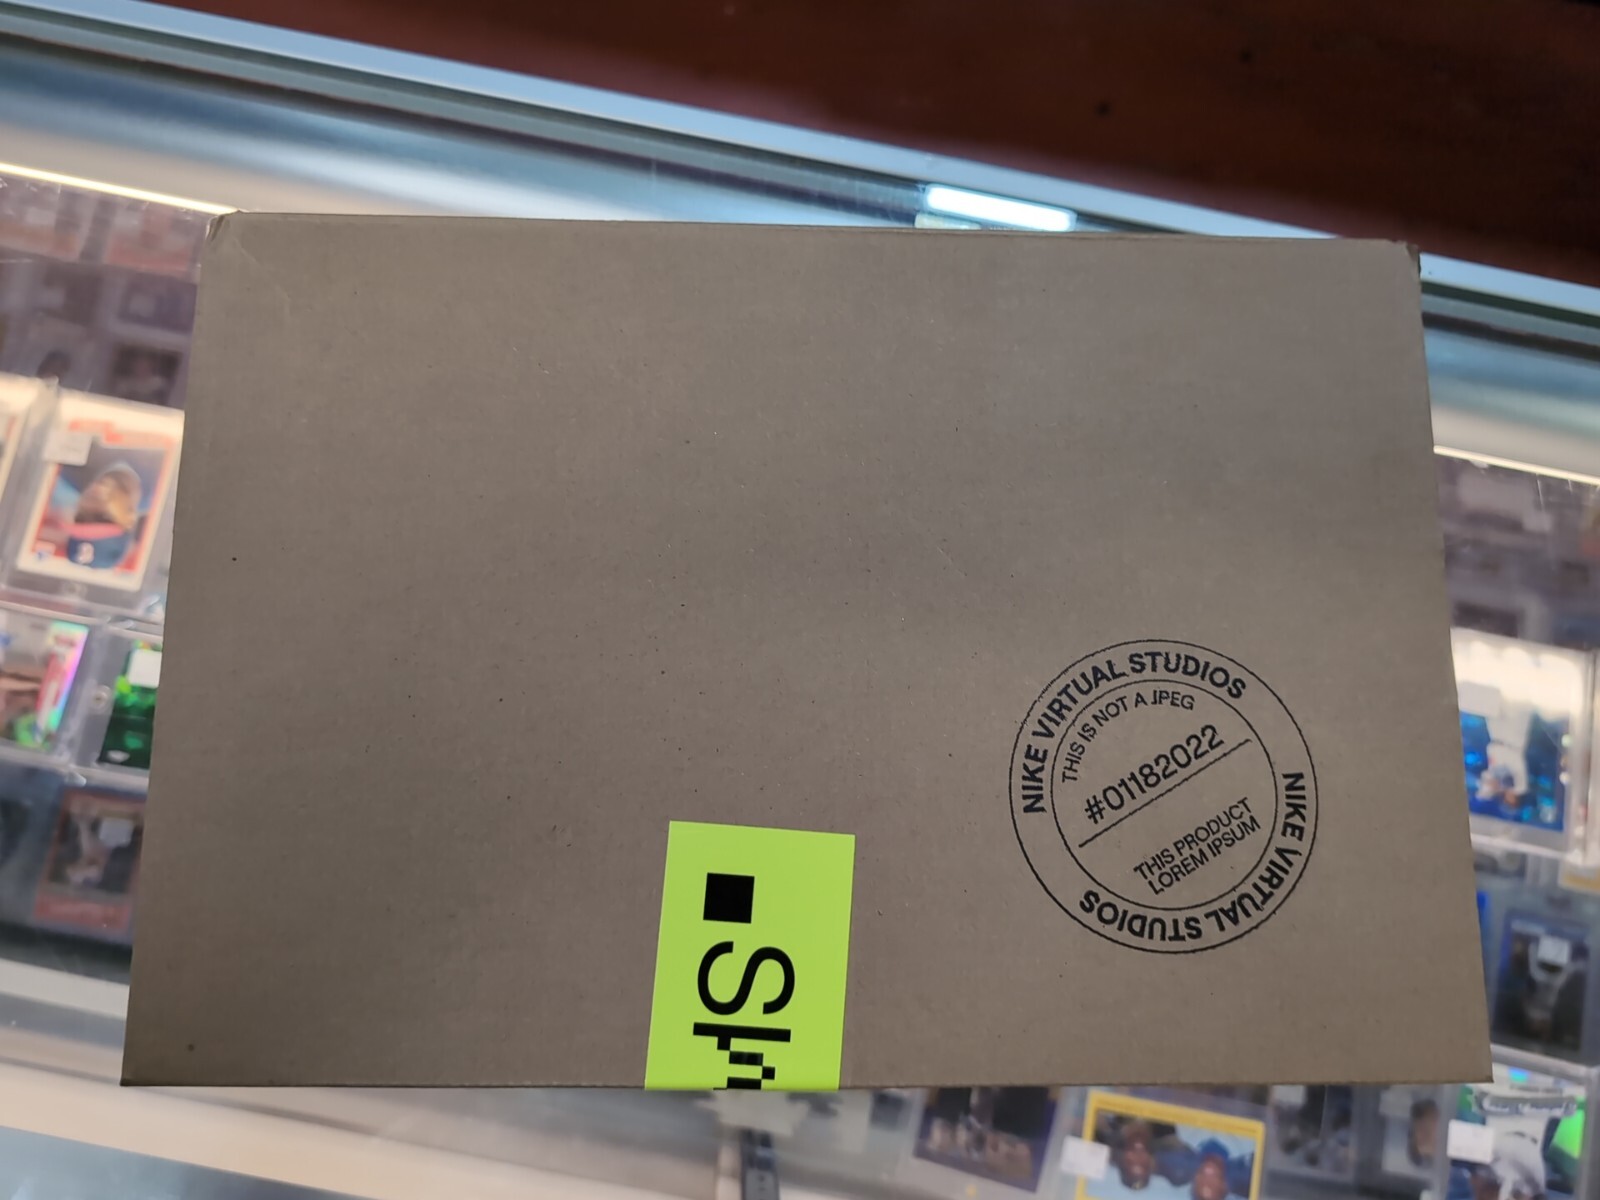 NIKE VIRTUAL STUDIOS
THIS IS NOT A JPEG
#01182022
THIS PRODUCT
LOREM IPSUM
NIKE VIRTUAL STUDIOS